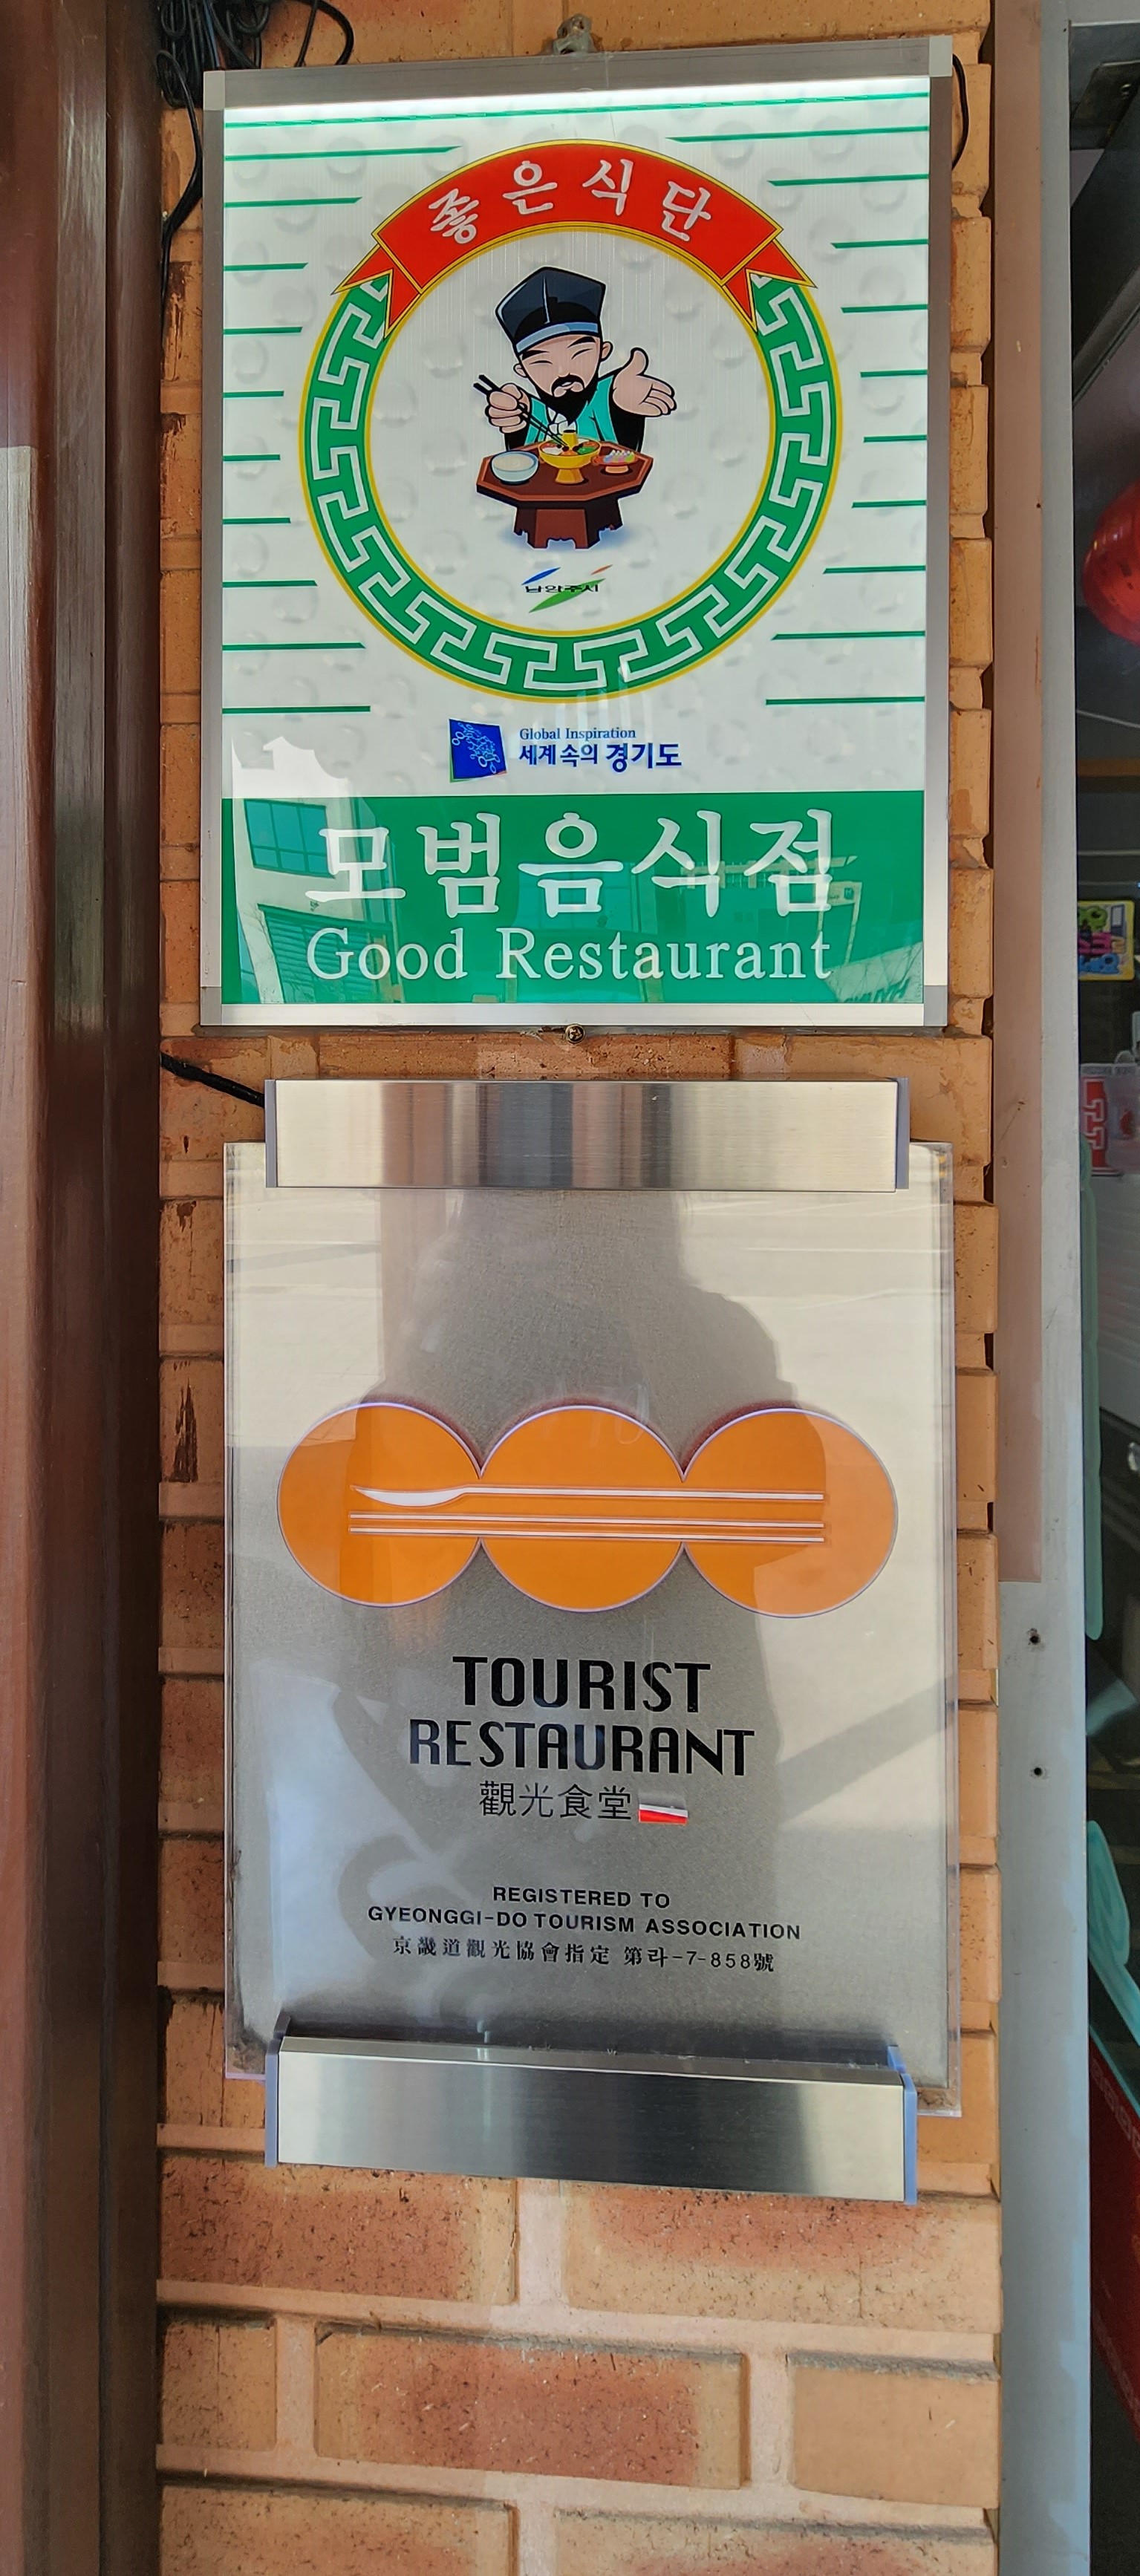 좋은식단
남양주시
Global Inspiration
세계 속의 경기도
모범음식점
Good Restaurant
TOURIST
RESTAURANT
觀光食堂
REGISTERED TO
GYEONGGI-DO TOURISM ASSOCIATION
京畿道觀光協會指定 第라-7-858號